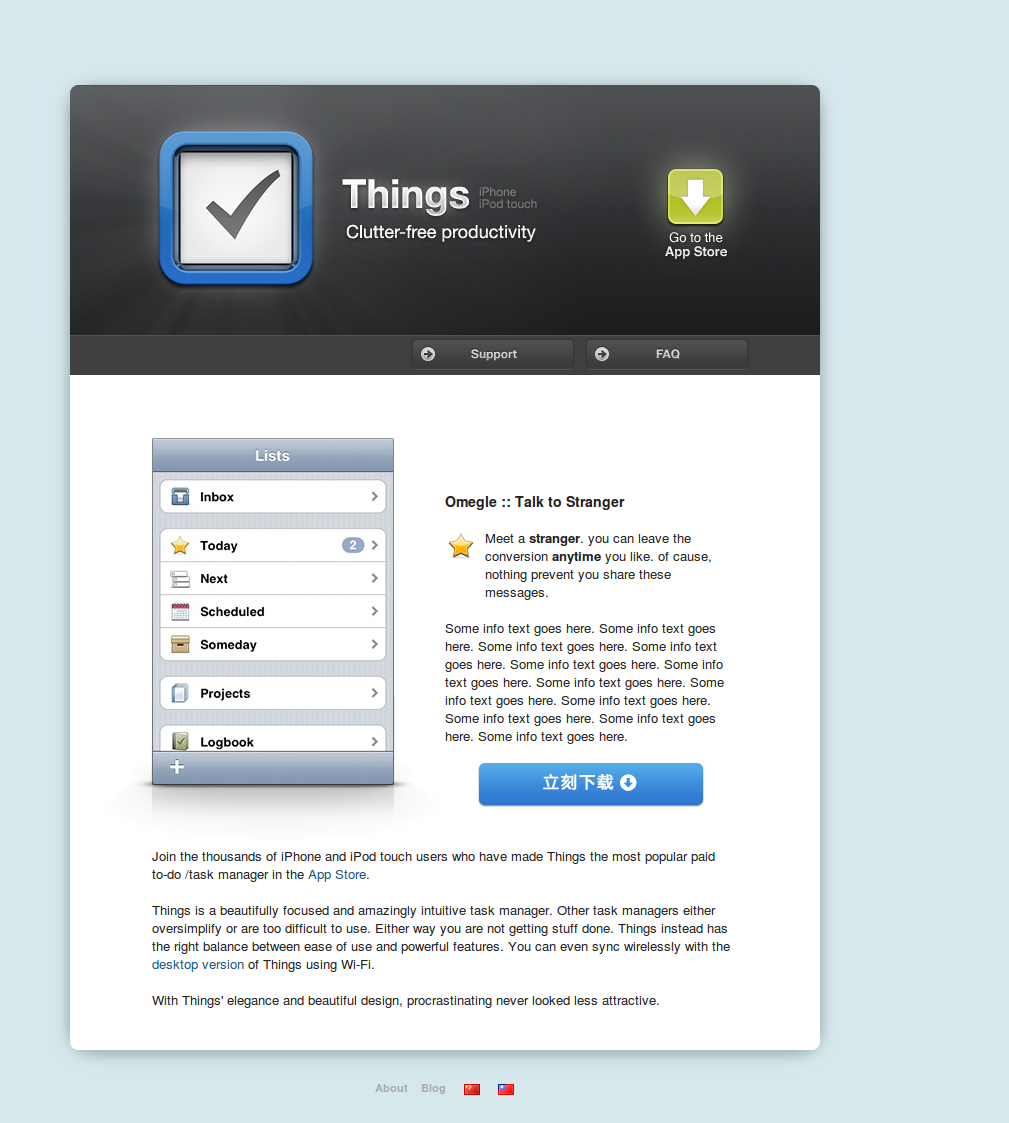 Things iPhone
iPod touch
Clutter-free productivity
Go to the
App Store
Support
FAQ
Lists
Inbox
Today 2
Next
Scheduled
Someday
Projects
Logbook
Omegle :: Talk to Stranger
Meet a stranger. you can leave the
conversion anytime you like. of cause,
nothing prevent you share these
messages.
Some info text goes here. Some info text goes
here. Some info text goes here. Some info text
goes here. Some info text goes here. Some info
text goes here. Some info text goes here. Some
info text goes here. Some info text goes here.
Some info text goes here. Some info text goes
here. Some info text goes here.
立刻下载
Join the thousands of iPhone and iPod touch users who have made Things the most popular paid
to-do /task manager in the App Store.
Things is a beautifully focused and amazingly intuitive task manager. Other task managers either
oversimplify or are too difficult to use. Either way you are not getting stuff done. Things instead has
the right balance between ease of use and powerful features. You can even sync wirelessly with the
desktop version of Things using Wi-Fi.
With Things' elegance and beautiful design, procrastinating never looked less attractive.
About Blog